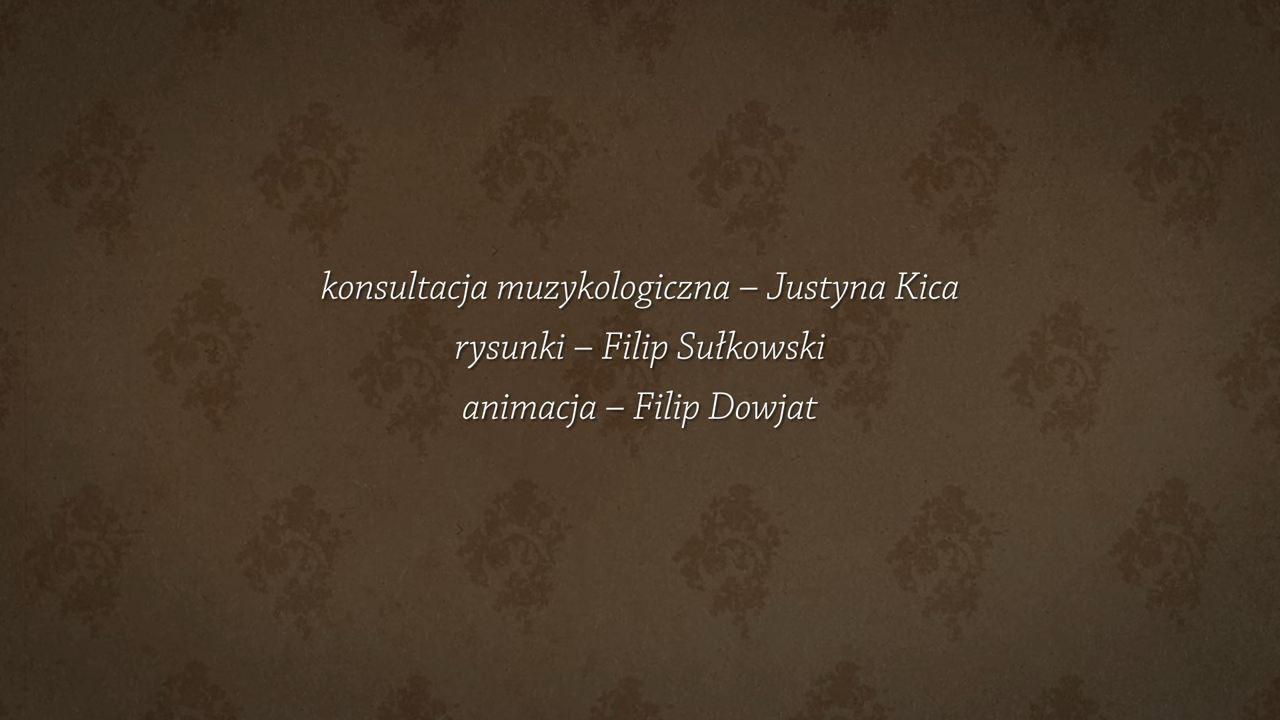 konsultacja muzykologiczna – Justyna Kica
rysunki – Filip Sułkowski
animacja – Filip Dowjat